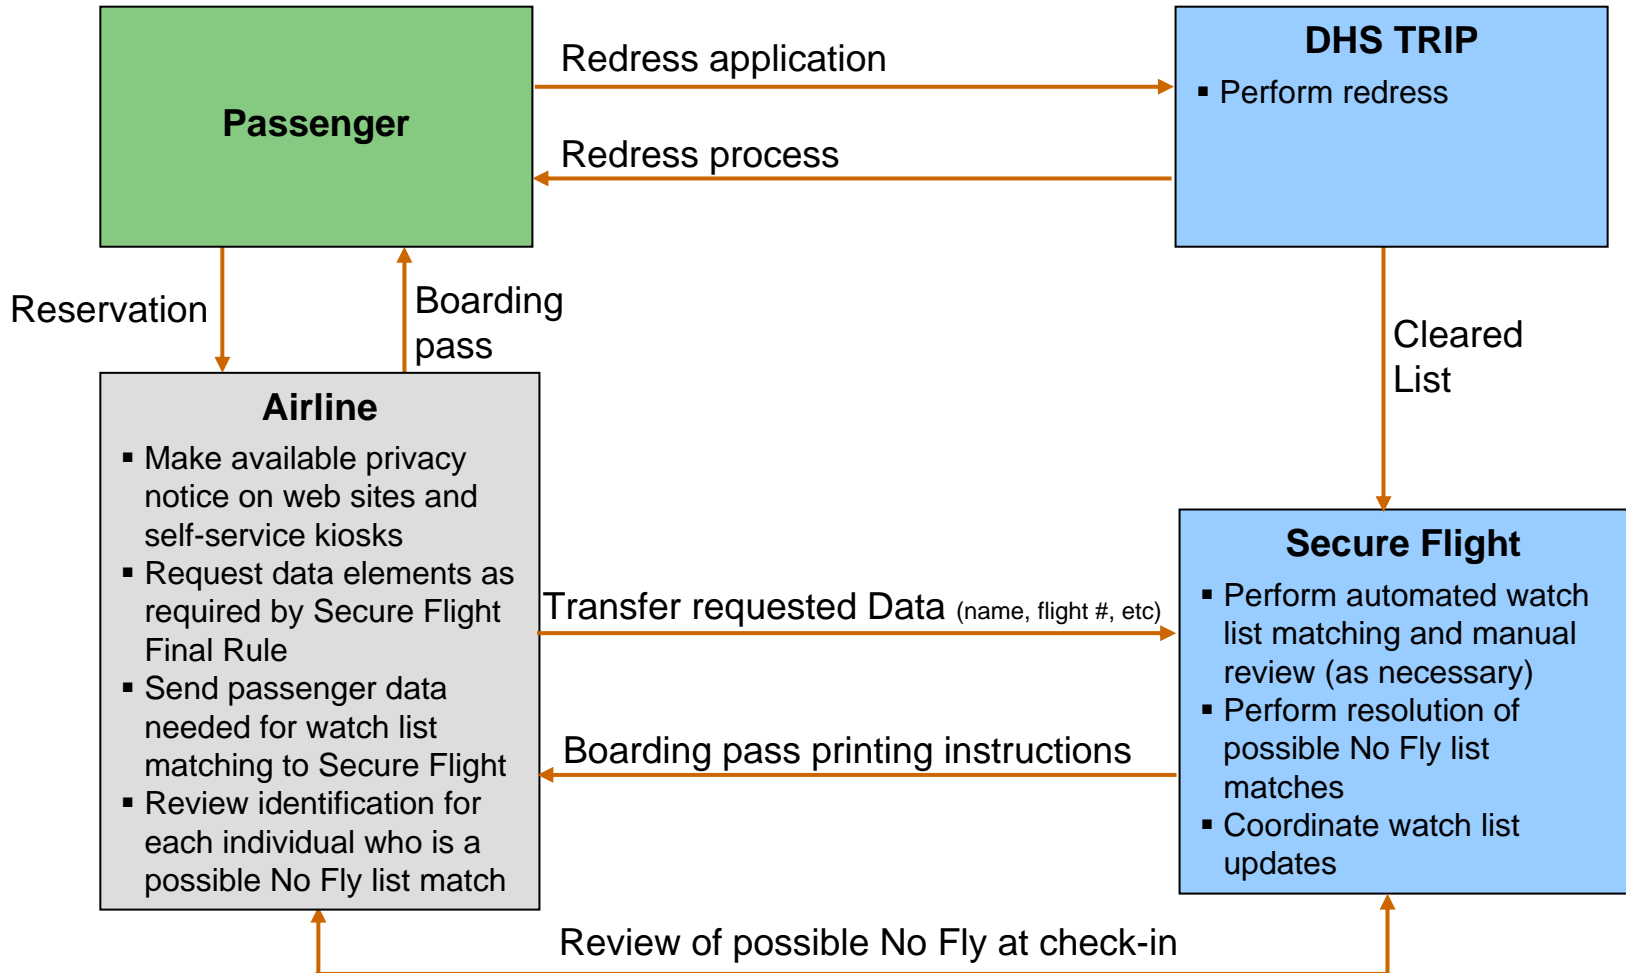 Passenger
Redress application
Redress process
DHS TRIP
▪ Perform redress
Reservation
Boarding
pass
Cleared
List
Airline
▪ Make available privacy
notice on web sites and
self-service kiosks
▪ Request data elements as
required by Secure Flight
Final Rule
▪ Send passenger data
needed for watch list
matching to Secure Flight
▪ Review identification for
each individual who is a
possible No Fly list match
Transfer requested Data (name, flight #, etc)
Boarding pass printing instructions
Secure Flight
▪ Perform automated watch
list matching and manual
review (as necessary)
▪ Perform resolution of
possible No Fly list
matches
▪ Coordinate watch list
updates
Review of possible No Fly at check-in